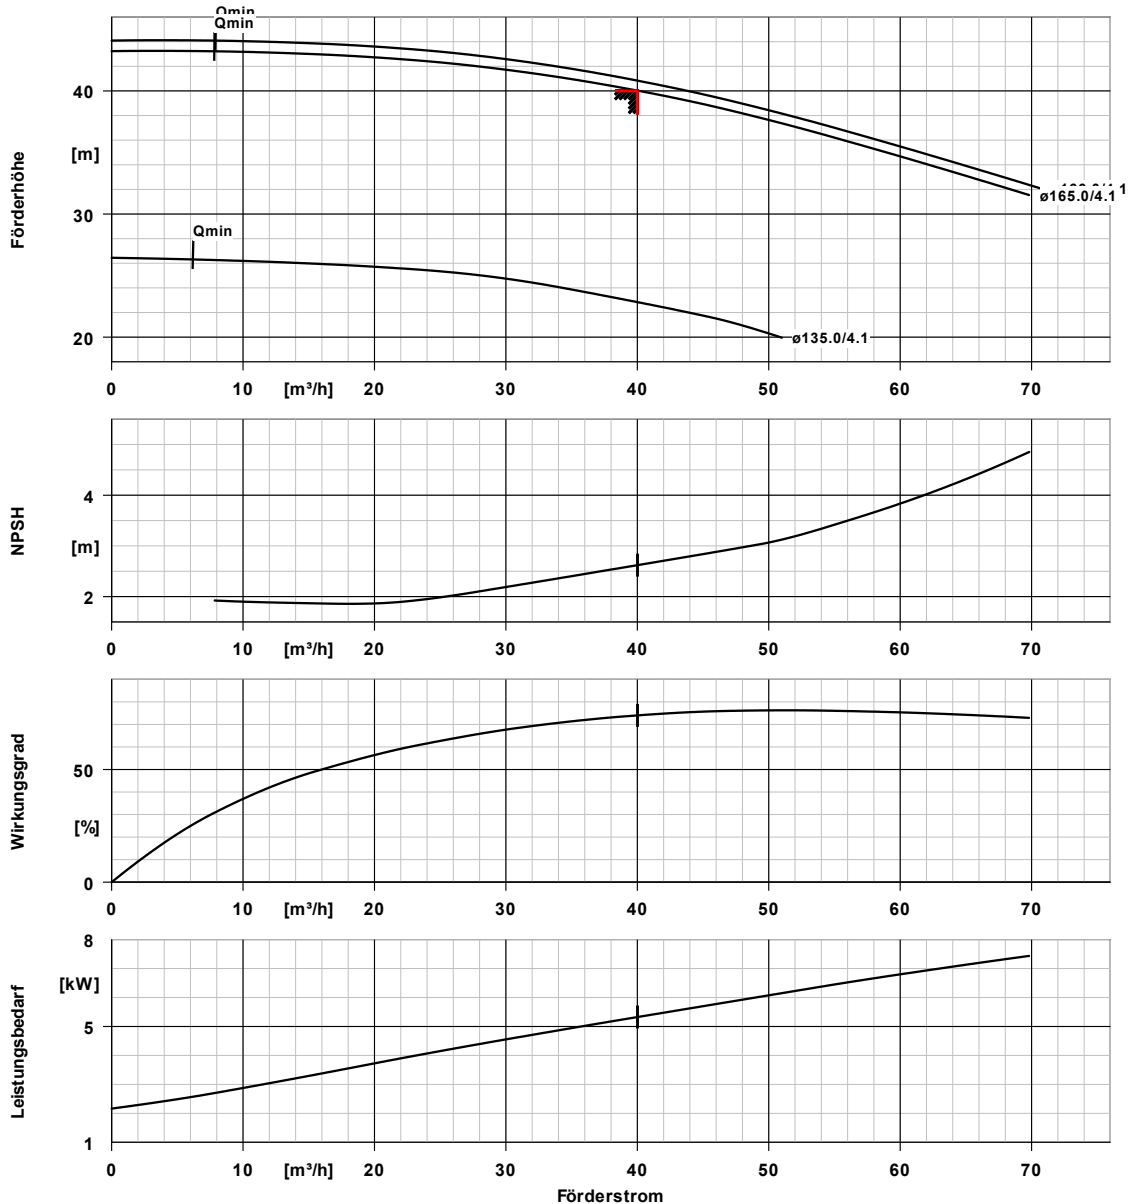 Qmin
Qmin
40
[m]
Förderhöhe
30
Qmin
ø165.0/4.1
20
ø135.0/4.1
0 10 [m³/h] 20 30 40 50 60 70
4
NPSH
[m]
2
0 10 [m³/h] 20 30 40 50 60 70
50
Wirkungsgrad
[%]
0
0 10 [m³/h] 20 30 40 50 60 70
8
[kW]
5
Leistungsbedarf
1
0 10 [m³/h] 20 30 40 50 60 70
Förderstrom